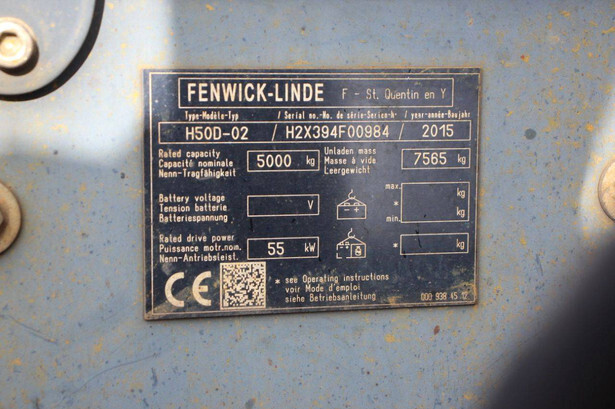 FENWICK-LINDE F - St. Quentin en Y
Type-Modèle-Typ / Serial no.-No. de série-Serien-h. / year-année-Baujahr
H50D-02 / H2X394F00984 / 2015
Rated capacity
Capacité nominale
Nenn-Tragfähigkeit
5000 kg
Unladen mass
Masse à vide
Leergewicht
7565 kg
Battery voltage
Tension batterie
Batteriespannung
V
- +
max.
*
min.
kg
kg
Rated drive power
Puissance motr.nom.
Nenn-Antriebsleist.
55 kW
L
* kg
CE
* see Operating instructions
voir Mode d'emploi
siehe Betriebsanleitung
000 938 45